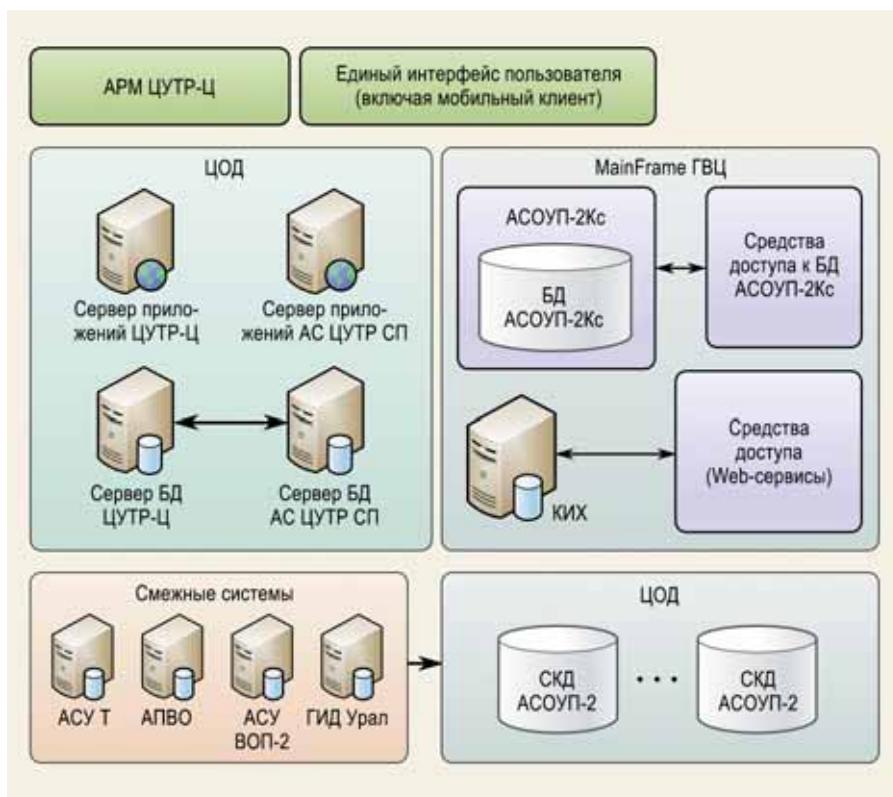 АРМ ЦУТР-Ц
Единый интерфейс пользователя
(включая мобильный клиент)
ЦОД
Сервер прило-
жений ЦУТР-Ц
Сервер прило-
жений АС ЦУТР СП
Сервер БД
ЦУТР-Ц
Сервер БД
АС ЦУТР СП
MainFrame ГВЦ
АСОУП-2Кс
БД
АСОУП-2Кс
Средства
доступа к БД
АСОУП-2Кс
КИХ
Средства
доступа
(Web-сервисы)
Смежные системы
АСУ Т
АПВО
АСУ
ВОП-2
ГИД Урал
ЦОД
СКД
АСОУП-2
. . .
СКД
АСОУП-2